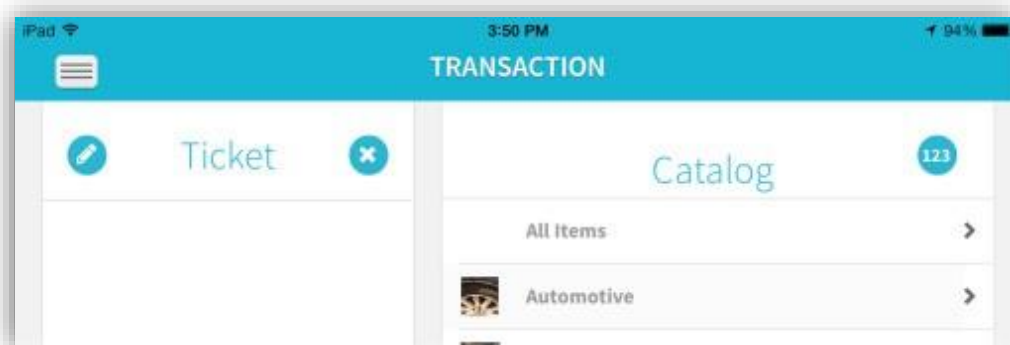 iPad 3:50 PM 94%
TRANSACTION
Ticket
Catalog
123
All Items
Automotive